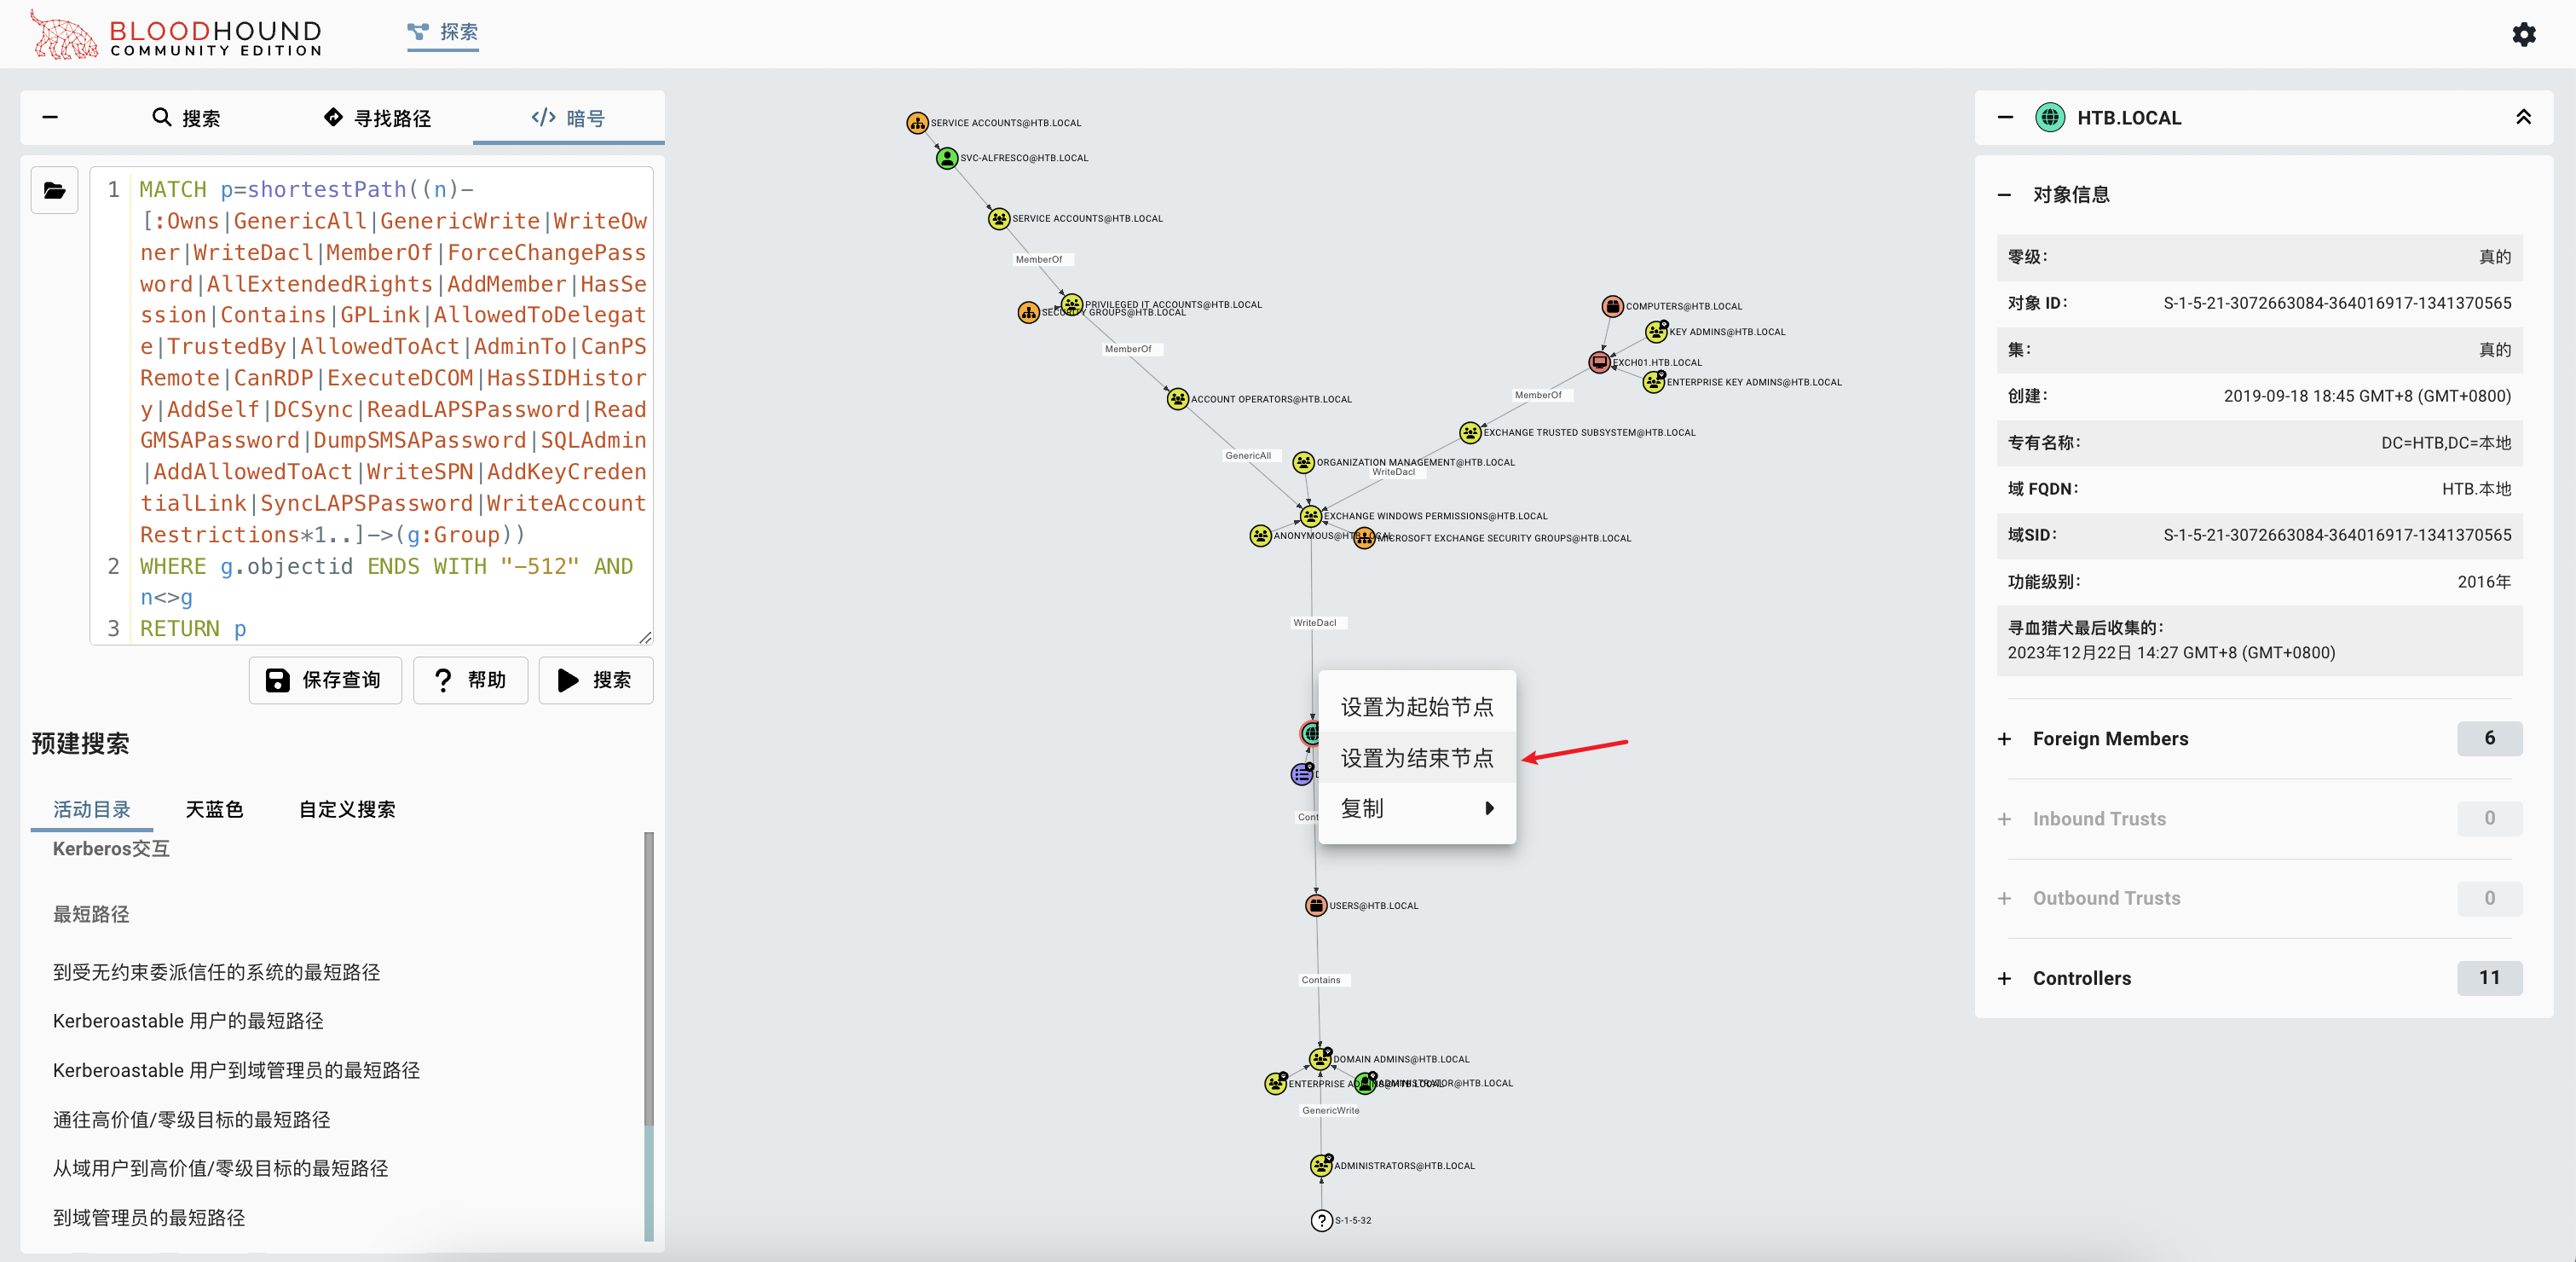 BLOODHOUND
COMMUNITY EDITION
探索
搜索
寻找路径
暗号
1 MATCH p=shortestPath((n)-
[:Owns|GenericAll|GenericWrite|WriteOw
ner|WriteDacl|MemberOf|ForceChangePass
word|AllExtendedRights|AddMember|HasSe
ssion|Contains|GPLink|AllowedToDelegat
e|TrustedBy|AllowedToAct|AdminTo|CanPS
Remote|CanRDP|ExecuteDCOM|HasSIDHistor
y|AddSelf|DCSync|ReadLAPSPassword|Read
GMSAPassword|DumpSMSAPassword|SQLAdmin
|AddAllowedToAct|WriteSPN|AddKeyCreden
tialLink|SyncLAPSPassword|WriteAccount
Restrictions*1..]->(g:Group))
2 WHERE g.objectid ENDS WITH "-512" AND
n<>g
3 RETURN p
保存查询
? 帮助
搜索
预建搜索
活动目录
天蓝色
自定义搜索
Kerberos交互
最短路径
到受无约束委派信任的系统的最短路径
Kerberoastable 用户的最短路径
Kerberoastable 用户到域管理员的最短路径
通往高价值/零级目标的最短路径
从域用户到高价值/零级目标的最短路径
到域管理员的最短路径
SERVICE ACCOUNTS@HTB.LOCAL
SVC-ALFRESCO@HTB.LOCAL
SERVICE ACCOUNTS@HTB.LOCAL
MemberOf
PRIVILEGED IT ACCOUNTS@HTB.LOCAL
SECURITY GROUPS@HTB.LOCAL
MemberOf
ACCOUNT OPERATORS@HTB.LOCAL
GenericAll
COMPUTERS@HTB.LOCAL
KEY ADMINS@HTB.LOCAL
EXCH01.HTB.LOCAL
ENTERPRISE KEY ADMINS@HTB.LOCAL
MemberOf
EXCHANGE TRUSTED SUBSYSTEM@HTB.LOCAL
ORGANIZATION MANAGEMENT@HTB.LOCAL
WriteDacl
EXCHANGE WINDOWS PERMISSIONS@HTB.LOCAL
ANONYMOUS@HTB.LOCAL
MICROSOFT EXCHANGE SECURITY GROUPS@HTB.LOCAL
WriteDacl
设置为起始节点
设置为结束节点
复制
D
Cont
USERS@HTB.LOCAL
Contains
DOMAIN ADMINS@HTB.LOCAL
ENTERPRISE ADMINS@HTB.LOCAL
ADMINISTRATOR@HTB.LOCAL
GenericWrite
ADMINISTRATORS@HTB.LOCAL
? S-1-5-32
HTB.LOCAL
对象信息
零级： 真的
对象 ID： S-1-5-21-3072663084-364016917-1341370565
集： 真的
创建： 2019-09-18 18:45 GMT+8 (GMT+0800)
专有名称： DC=HTB,DC=本地
域 FQDN： HTB.本地
域SID： S-1-5-21-3072663084-364016917-1341370565
功能级别： 2016年
寻血猎犬最后收集的：
2023年12月22日 14:27 GMT+8 (GMT+0800)
Foreign Members 6
Inbound Trusts 0
Outbound Trusts 0
Controllers 11